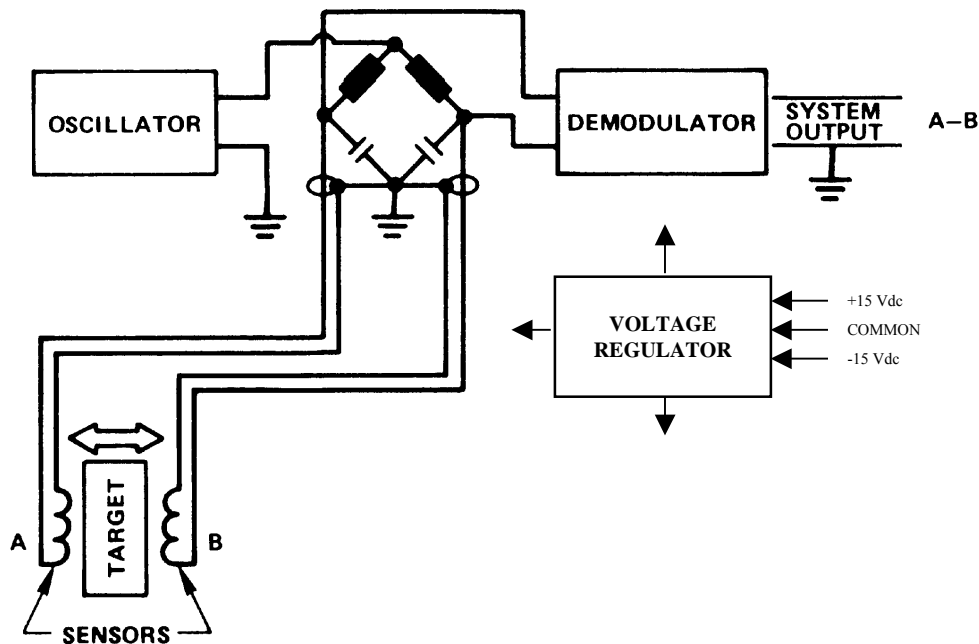 OSCILLATOR
DEMODULATOR
SYSTEM
OUTPUT
A–B
VOLTAGE
REGULATOR
+15 Vdc
COMMON
-15 Vdc
A
TARGET
B
SENSORS